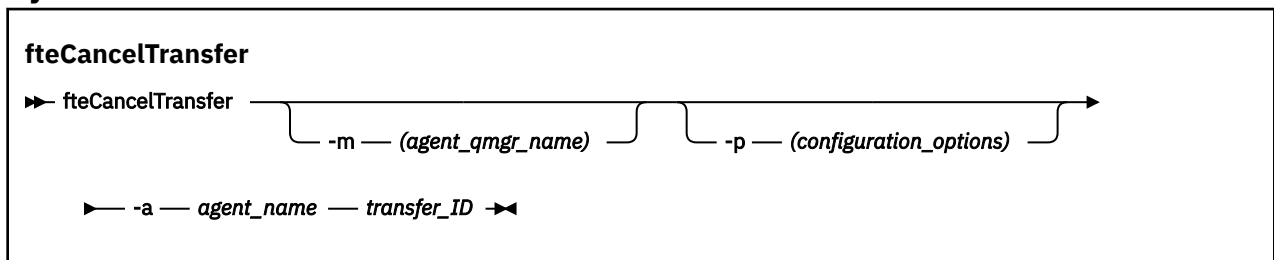 fteCancelTransfer
fteCancelTransfer
-m (agent_qmgr_name) -p (configuration_options)
-a agent_name transfer_ID